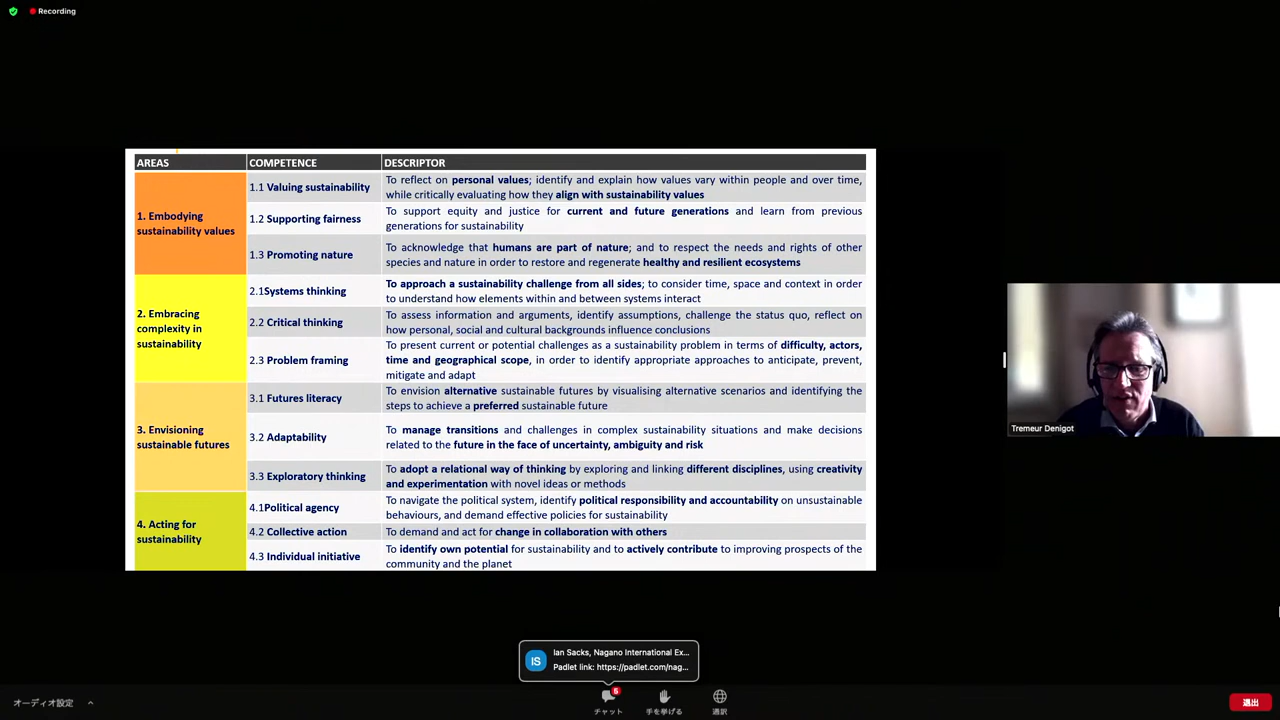 Recording
AREAS COMPETENCE DESCRIPTOR
1. Embodying
sustainability values
1.1 Valuing sustainability
To reflect on personal values; identify and explain how values vary within people and over time,
while critically evaluating how they align with sustainability values
1.2 Supporting fairness
To support equity and justice for current and future generations and learn from previous
generations for sustainability
1.3 Promoting nature
To acknowledge that humans are part of nature; and to respect the needs and rights of other
species and nature in order to restore and regenerate healthy and resilient ecosystems
2. Embracing
complexity in
sustainability
2.1Systems thinking
To approach a sustainability challenge from all sides; to consider time, space and context in order
to understand how elements within and between systems interact
2.2 Critical thinking
To assess information and arguments, identify assumptions, challenge the status quo, reflect on
how personal, social and cultural backgrounds influence conclusions
2.3 Problem framing
To present current or potential challenges as a sustainability problem in terms of difficulty, actors,
time and geographical scope, in order to identify appropriate approaches to anticipate, prevent,
mitigate and adapt
3. Envisioning
sustainable futures
3.1 Futures literacy
To envision alternative sustainable futures by visualising alternative scenarios and identifying the
steps to achieve a preferred sustainable future
3.2 Adaptability
To manage transitions and challenges in complex sustainability situations and make decisions
related to the future in the face of uncertainty, ambiguity and risk
3.3 Exploratory thinking
To adopt a relational way of thinking by exploring and linking different disciplines, using creativity
and experimentation with novel ideas or methods
4. Acting for
sustainability
4.1Political agency
To navigate the political system, identify political responsibility and accountability on unsustainable
behaviours, and demand effective policies for sustainability
4.2 Collective action
To demand and act for change in collaboration with others
4.3 Individual initiative
To identify own potential for sustainability and to actively contribute to improving prospects of the
community and the planet
Tremeur Denigot
IS
Ian Sacks, Nagano International Ex...
Padlet link: https://padlet.com/nag...
オーディオ設定
5
チャット
手を挙げる
通訳
退出